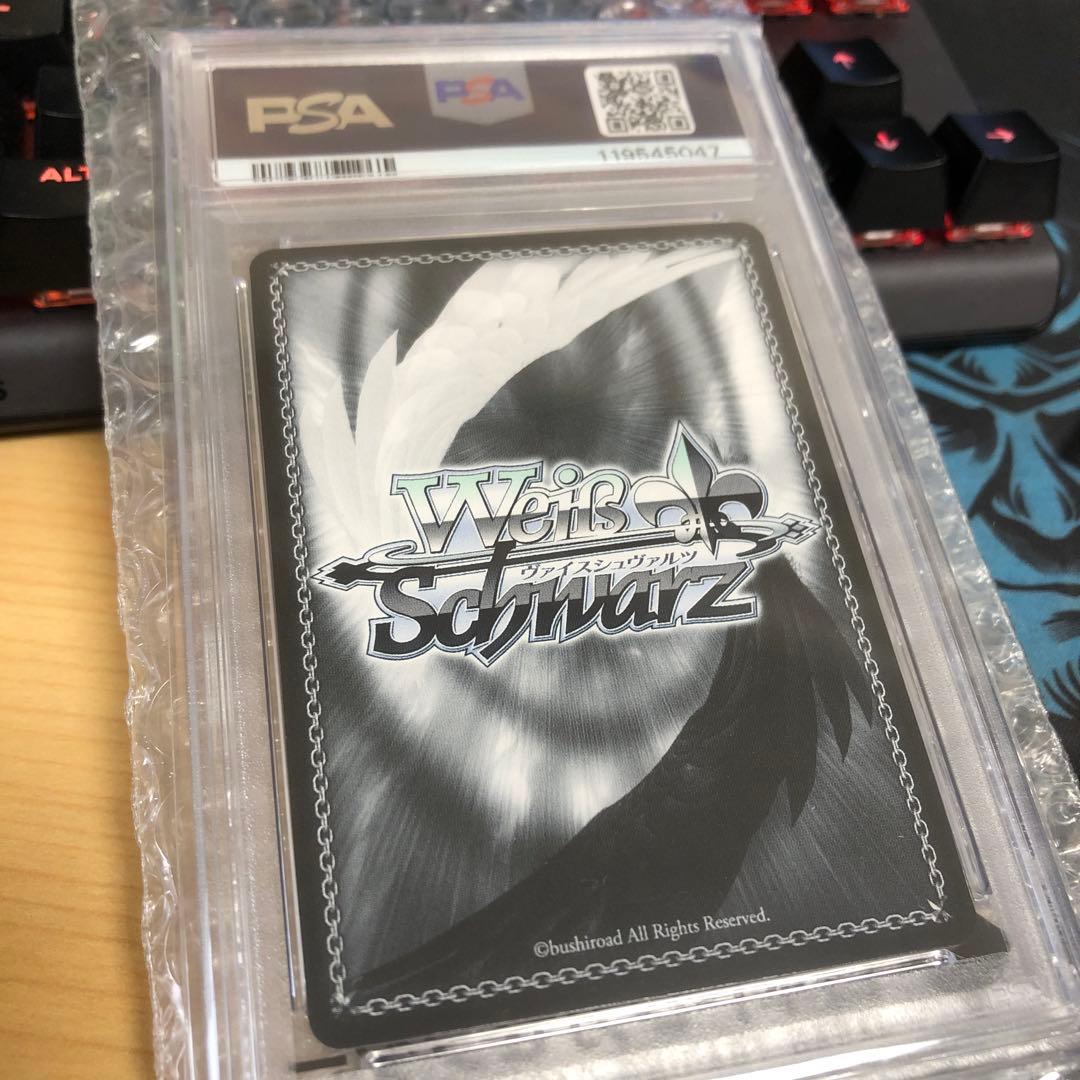 PSA
PSA
119545047
ALT
S
Weiß
ヴァイスシュヴァルツ
Schwarz
©bushiroad All Rights Reserved.